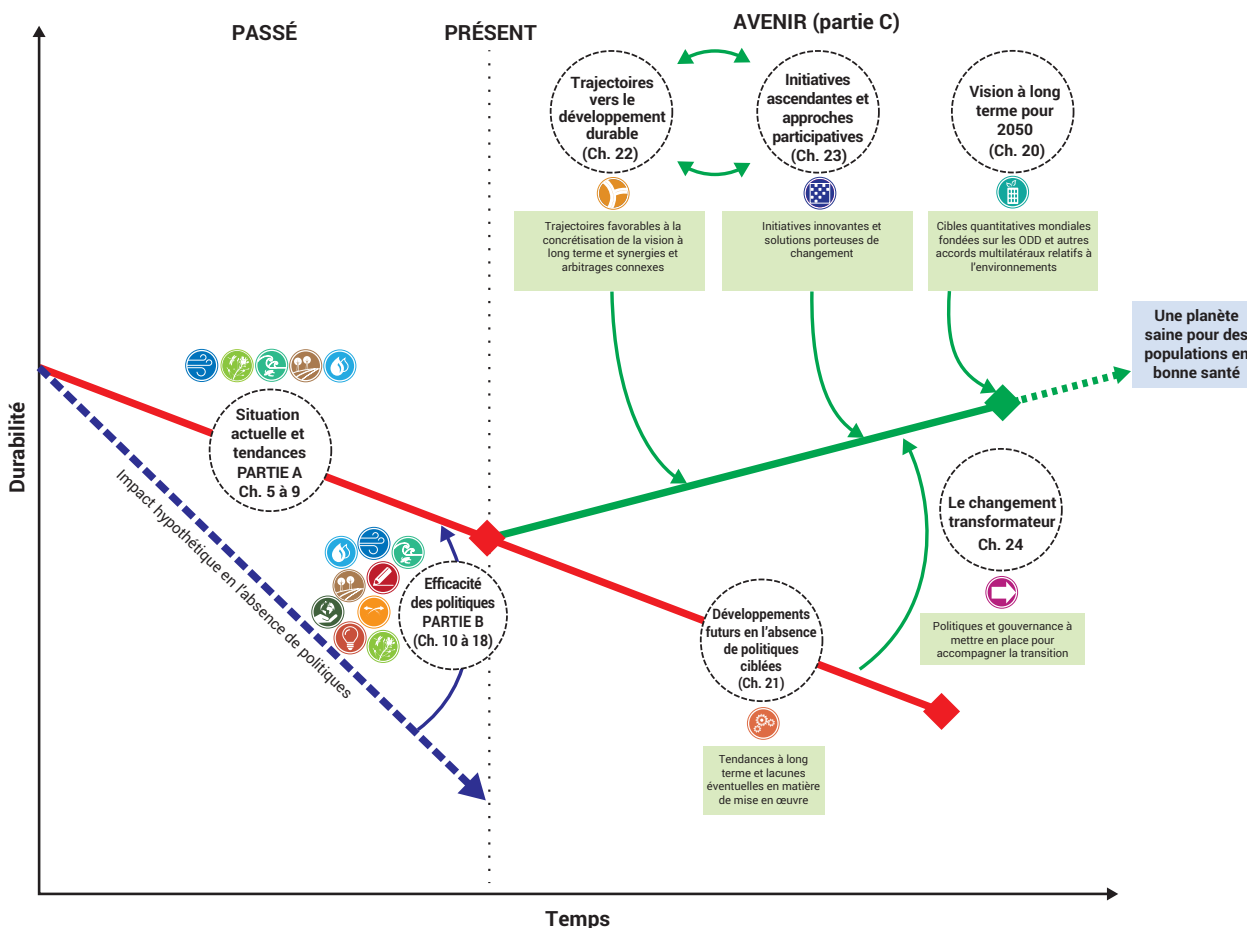 PASSÉ
PRÉSENT
AVENIR (partie C)
Trajectoires
vers le
développement
durable
(Ch. 22)
Initiatives
ascendantes et
approches
participatives
(Ch. 23)
Vision à long
terme pour
2050
(Ch. 20)
Trajectoires favorables à la
concrétisation de la vision à
long terme et synergies et
arbitrages connexes
Initiatives innovantes et
solutions porteuses de
changement
Cibles quantitatives mondiales
fondées sur les ODD et autres
accords multilatéraux relatifs à
l'environnements
Une planète
saine pour des
populations en
bonne santé
Durabilité
Situation
actuelle et
tendances
PARTIE A
Ch. 5 à 9
Impact hypothétique en l'absence de politiques
Efficacité
des politiques
PARTIE B
(Ch. 10 à 18)
Le changement
transformateur
Ch. 24
Politiques et gouvernance à
mettre en place pour
accompagner la transition
Développements
futurs en l'absence
de politiques
ciblées
(Ch. 21)
Tendances à long
terme et lacunes
éventuelles en matière
de mise en œuvre
Temps